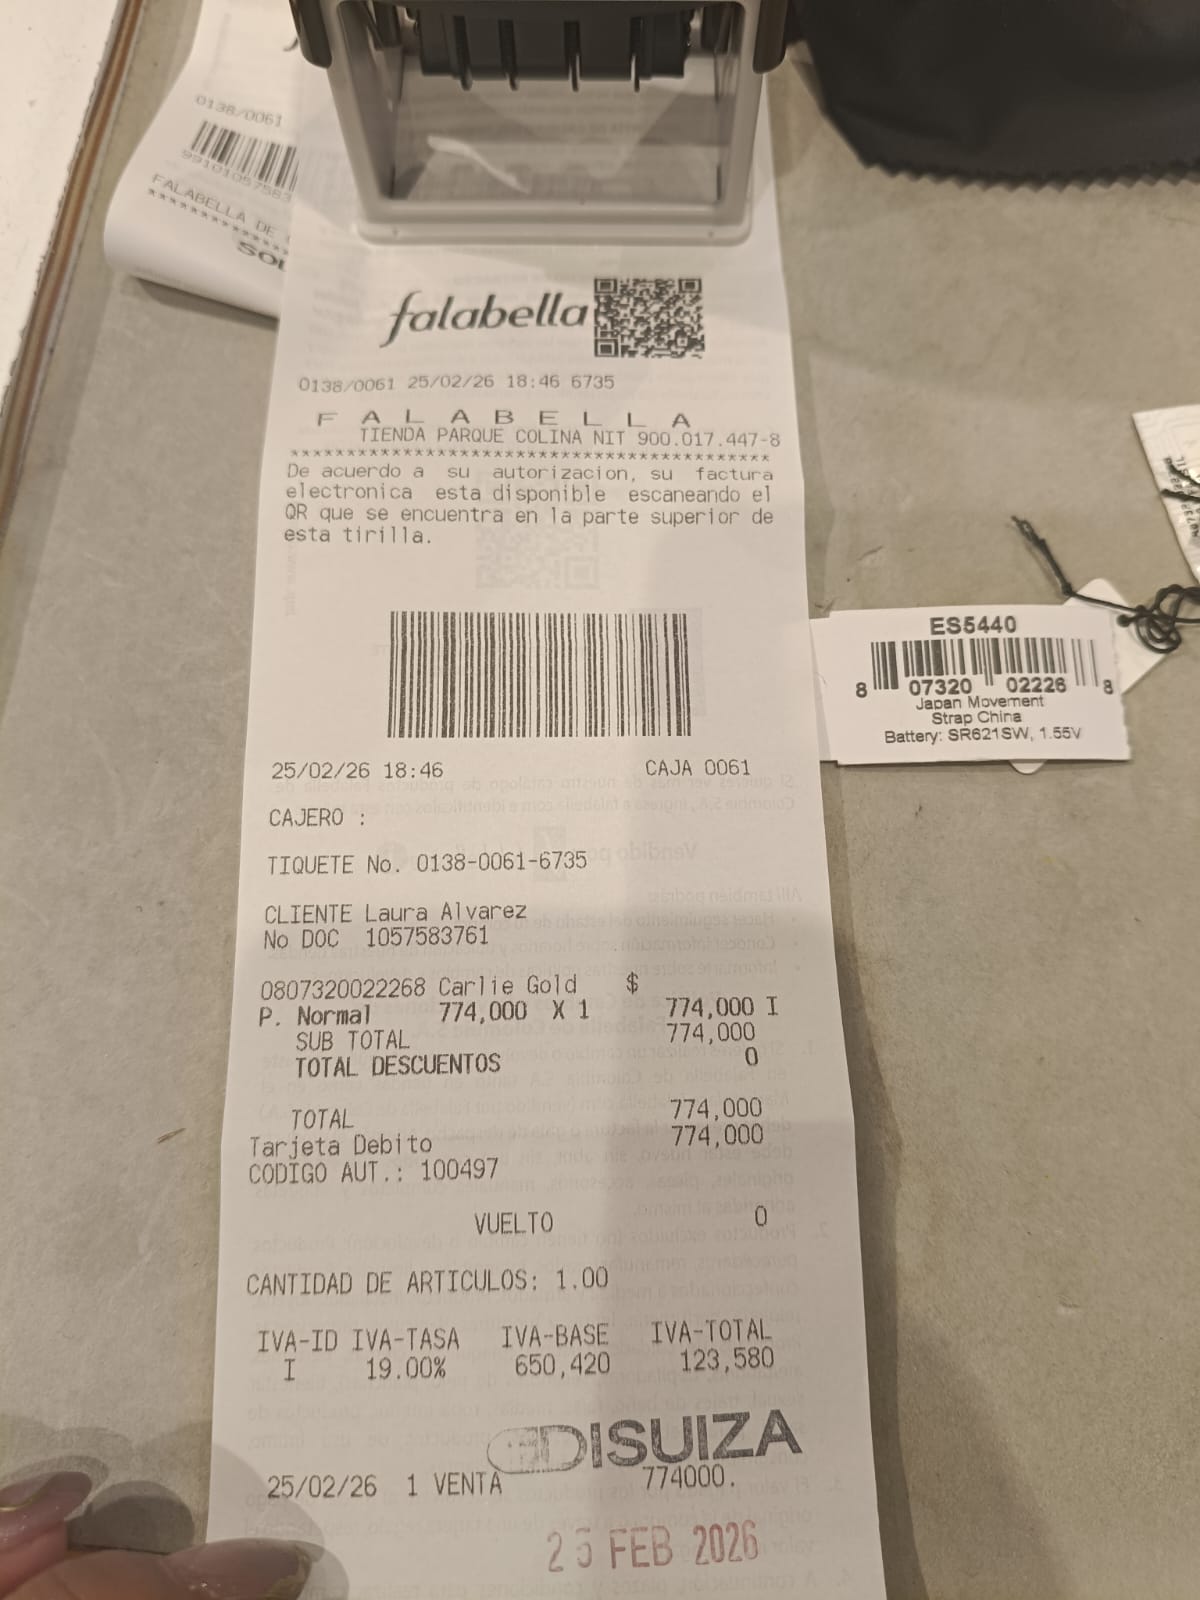 0138/0061
FALABELLA DE
falabella
0138/0061 25/02/26 18:46 6735
F A L A B E L L A
TIENDA PARQUE COLINA NIT 900.017.447-8
*****************************************
De acuerdo a su autorizacion, su factura
electronica esta disponible escaneando el
QR que se encuentra en la parte superior de
esta tirilla.
25/02/26 18:46 CAJA 0061
CAJERO :
TIQUETE No. 0138-0061-6735
CLIENTE Laura Alvarez
No DOC 1057583761
0807320022268 Carlie Gold $
P. Normal 774,000 X 1 774,000 I
SUB TOTAL 774,000
TOTAL DESCUENTOS 0
TOTAL 774,000
Tarjeta Debito 774,000
CODIGO AUT.: 100497
VUELTO 0
CANTIDAD DE ARTICULOS: 1.00
IVA-ID IVA-TASA IVA-BASE IVA-TOTAL
I 19.00% 650,420 123,580
DISUIZA
25/02/26 1 VENTA 774000.
25 FEB 2026
ES5440
8 07320 02226 8
Japan Movement
Strap China
Battery: SR621SW, 1.55V